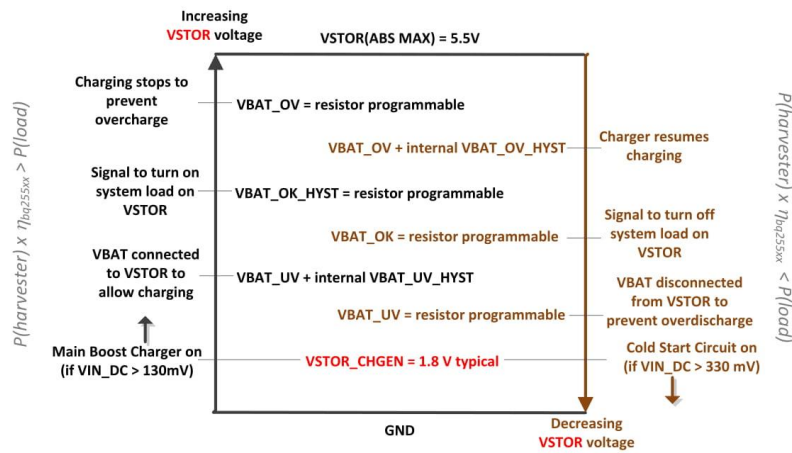 Increasing
VSTOR voltage
VSTOR(ABS MAX) = 5.5V
Charging stops to
prevent
overcharge
VBAT_OV = resistor programmable
VBAT_OV + internal VBAT_OV_HYST
Charger resumes
charging
Signal to turn on
system load on
VSTOR
VBAT_OK_HYST = resistor programmable
VBAT_OK = resistor programmable
Signal to turn off
system load on
VSTOR
VBAT connected
to VSTOR to
allow charging
VBAT_UV + internal VBAT_UV_HYST
VBAT_UV = resistor programmable
VBAT disconnected
from VSTOR to
prevent overdischarge
Main Boost Charger on
(if VIN_DC > 130mV)
VSTOR_CHGEN = 1.8 V typical
Cold Start Circuit on
(if VIN_DC > 330 mV)
GND
Decreasing
VSTOR voltage
P(harvester) x η_bq255xx > P(load)
P(harvester) x η_bq255xx < P(load)